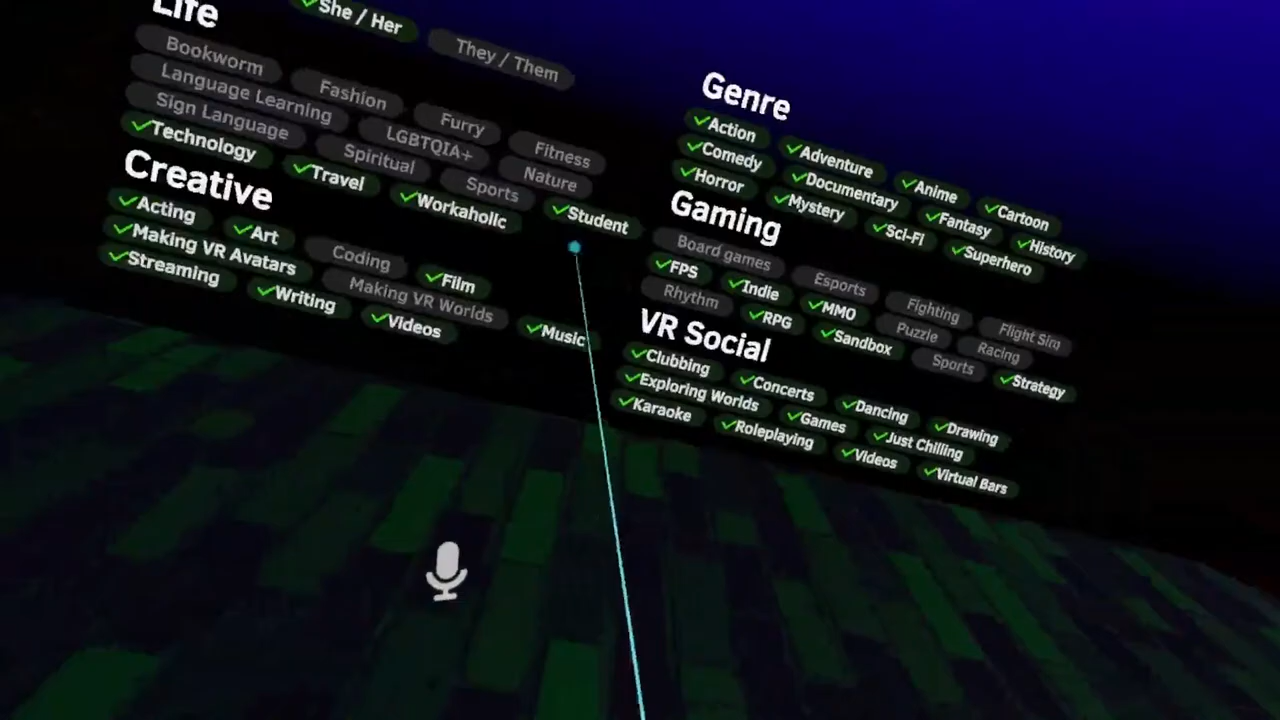 She / Her They / Them
Life
Bookworm Fashion Furry Fitness
Language Learning LGBTQIA+ Nature
Sign Language Spiritual Sports Student
Technology Travel Workaholic
Creative
Acting Art Coding Film
Making VR Avatars Making VR Worlds Music
Streaming Writing Videos
Genre
Action Adventure Anime Cartoon
Comedy Documentary Fantasy History
Horror Mystery Sci-Fi Superhero
Gaming
Board games Esports Fighting Flight Sim
FPS Indie MMO Puzzle Racing
Rhythm RPG Sandbox Sports Strategy
VR Social
Clubbing Concerts Dancing Drawing
Exploring Worlds Games Just Chilling
Karaoke Roleplaying Videos Virtual Bars